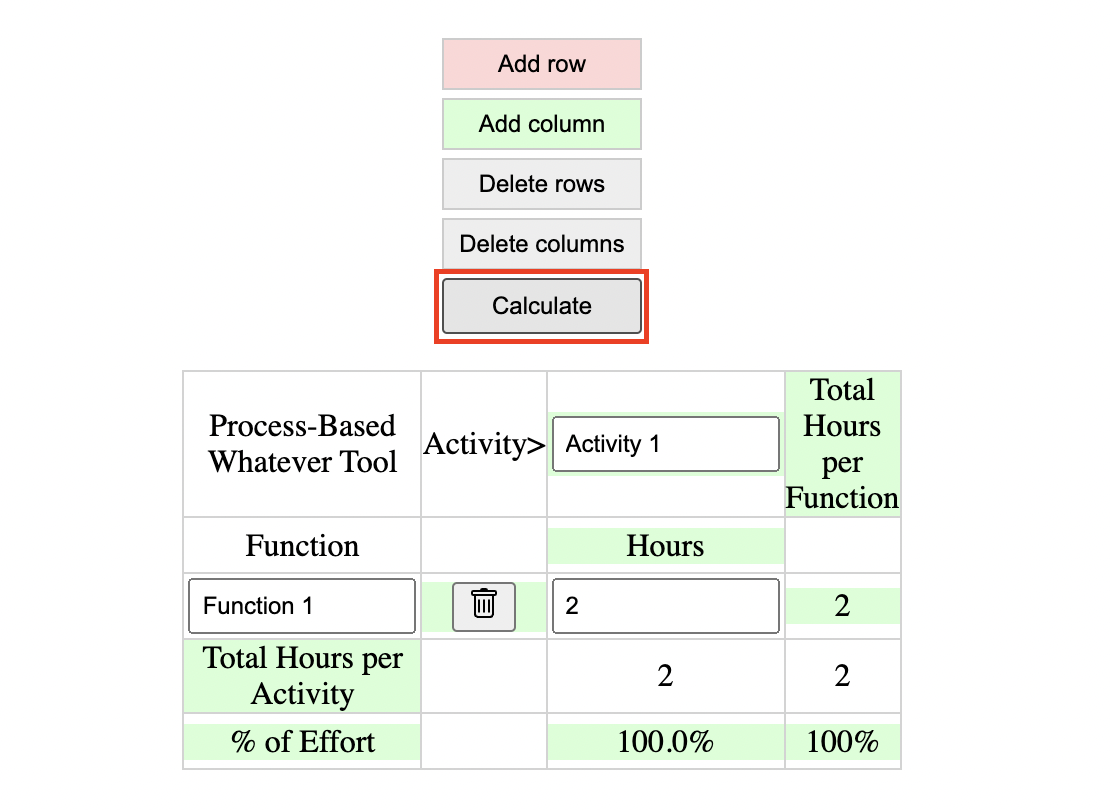 Add row
Add column
Delete rows
Delete columns
Calculate
Process-Based
Whatever Tool
Activity>
Activity 1
Total
Hours
per
Function
Function
Hours
Function 1
2
2
Total Hours per
Activity
2
2
% of Effort
100.0%
100%